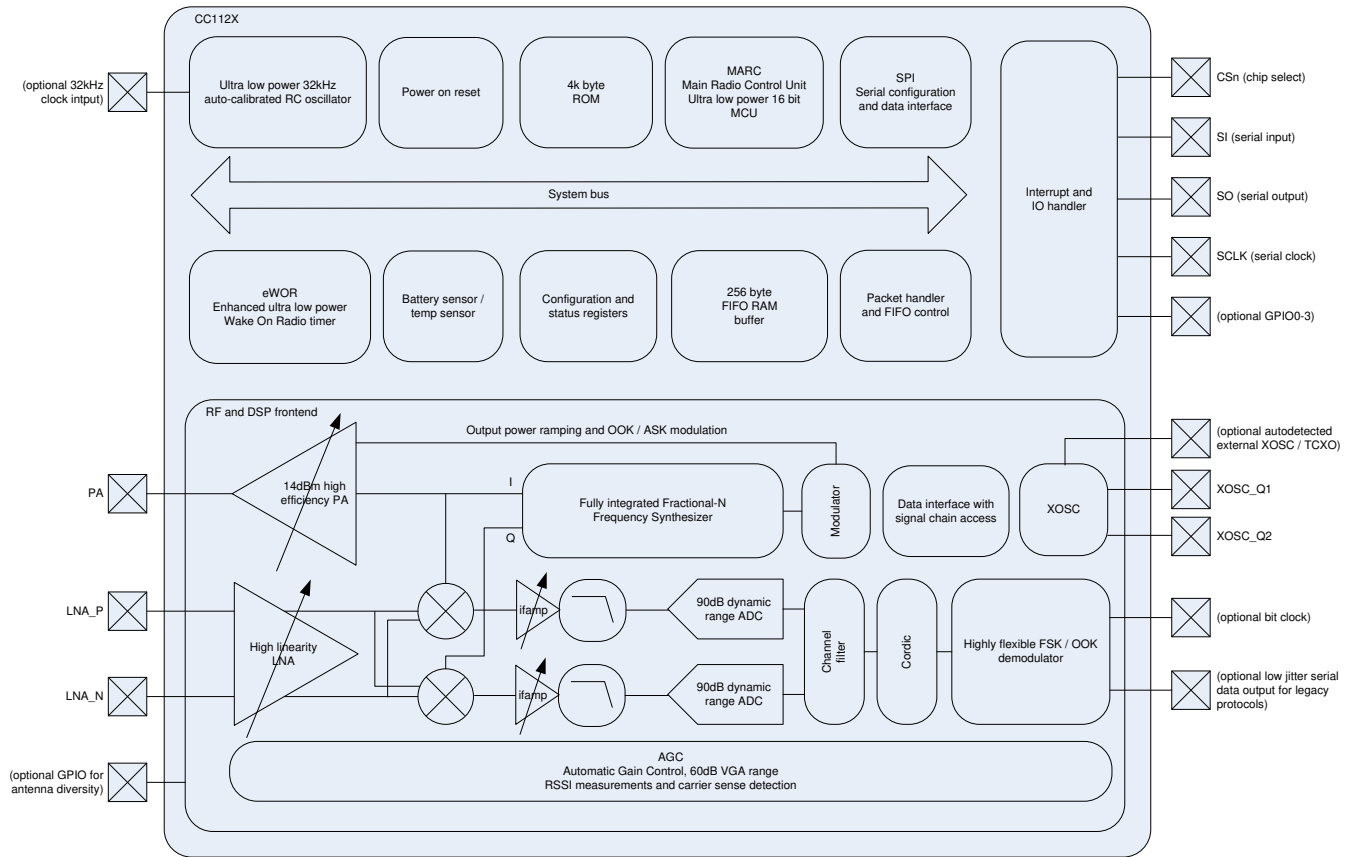 CC112X
(optional 32kHz
clock intput)
Ultra low power 32kHz
auto-calibrated RC oscillator
Power on reset
4k byte
ROM
MARC
Main Radio Control Unit
Ultra low power 16 bit
MCU
SPI
Serial configuration
and data interface
Interrupt and
IO handler
CSn (chip select)
SI (serial input)
SO (serial output)
SCLK (serial clock)
(optional GPIO0-3)
System bus
eWOR
Enhanced ultra low power
Wake On Radio timer
Battery sensor /
temp sensor
Configuration and
status registers
256 byte
FIFO RAM
buffer
Packet handler
and FIFO control
RF and DSP frontend
Output power ramping and OOK / ASK modulation
(optional autodetected
external XOSC / TCXO)
PA
14dBm high
efficiency PA
I
Q
Fully integrated Fractional-N
Frequency Synthesizer
Modulator
Data interface with
signal chain access
XOSC
XOSC_Q1
XOSC_Q2
LNA_P
LNA_N
High linearity
LNA
ifamp
90dB dynamic
range ADC
ifamp
90dB dynamic
range ADC
Channel
filter
Cordic
Highly flexible FSK / OOK
demodulator
(optional bit clock)
(optional low jitter serial
data output for legacy
protocols)
(optional GPIO for
antenna diversity)
AGC
Automatic Gain Control, 60dB VGA range
RSSI measurements and carrier sense detection